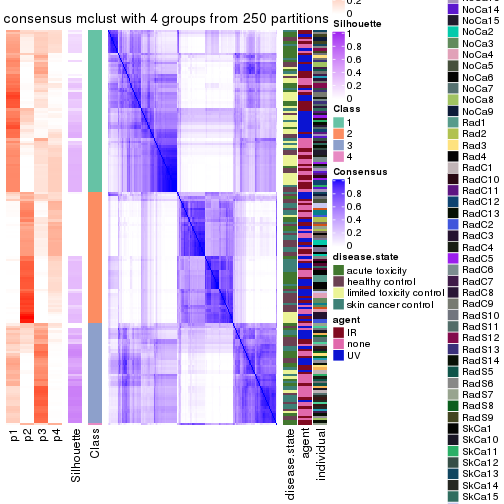 consensus mclust with 4 groups from 250 partitions
p1
p2
p3
p4
Silhouette
Class
disease.state
agent
individual
0.2
0
Silhouette
1
0.8
0.6
0.4
0.2
0
Class
1
2
3
4
Consensus
1
0.8
0.6
0.4
0.2
0
disease.state
acute toxicity
healthy control
limited toxicity control
skin cancer control
agent
IR
none
UV
NoCa14
NoCa15
NoCa2
NoCa3
NoCa4
NoCa5
NoCa6
NoCa7
NoCa8
NoCa9
Rad1
Rad2
Rad3
Rad4
RadC1
RadC10
RadC11
RadC12
RadC13
RadC2
RadC3
RadC4
RadC5
RadC6
RadC7
RadC8
RadC9
RadS10
RadS11
RadS12
RadS13
RadS14
RadS5
RadS6
RadS7
RadS8
RadS9
SkCa1
SkCa10
SkCa11
SkCa12
SkCa13
SkCa14
SkCa15